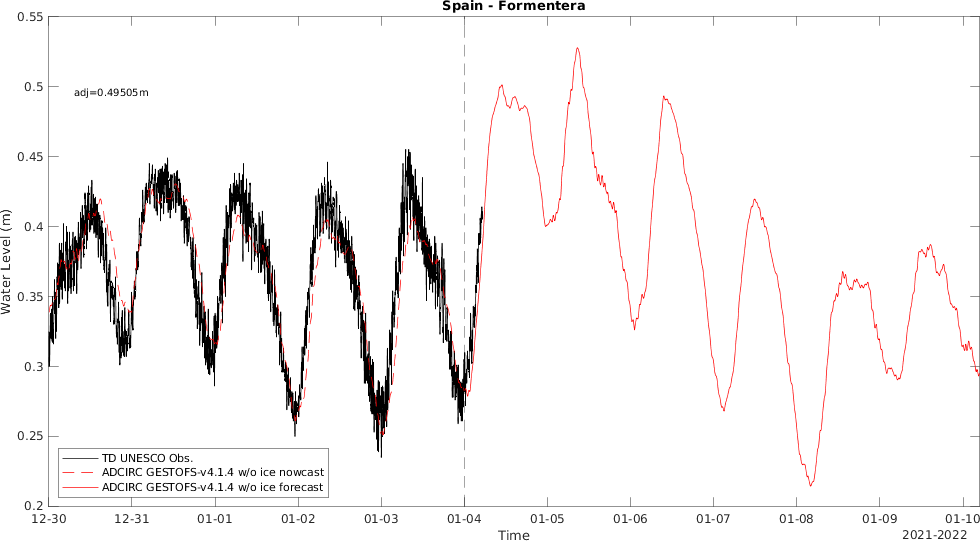 Spain - Formentera
0.55
0.5
0.45
0.4
0.35
0.3
0.25
0.2
Water Level (m)
adj=0.49505m
TD UNESCO Obs.
ADCIRC GESTOFS-v4.1.4 w/o ice nowcast
ADCIRC GESTOFS-v4.1.4 w/o ice forecast
12-30 12-31 01-01 01-02 01-03 01-04 01-05 01-06 01-07 01-08 01-09 01-10
Time
2021-2022